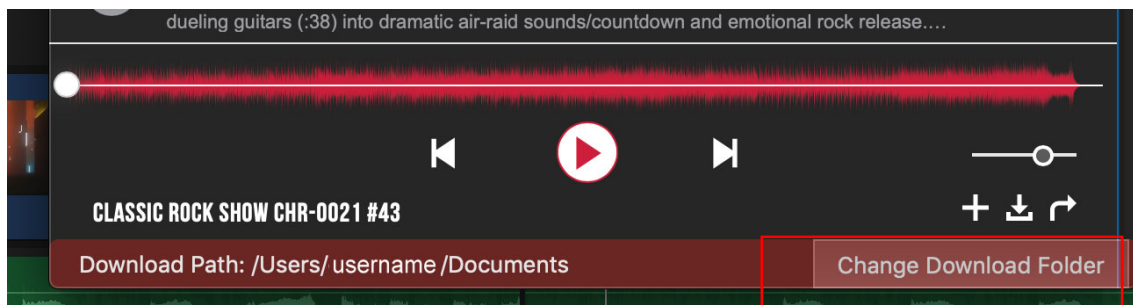 dueling guitars (:38) into dramatic air-raid sounds/countdown and emotional rock release....
CLASSIC ROCK SHOW CHR-0021 #43
Download Path: /Users/ username /Documents
Change Download Folder